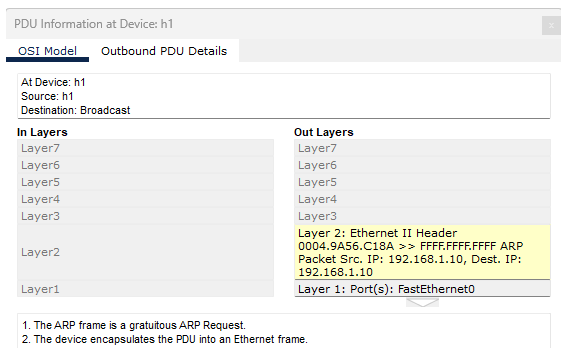 PDU Information at Device: h1
x
OSI Model Outbound PDU Details
At Device: h1
Source: h1
Destination: Broadcast
In Layers
Layer7
Layer6
Layer5
Layer4
Layer3
Layer2
Layer1
Out Layers
Layer7
Layer6
Layer5
Layer4
Layer3
Layer 2: Ethernet II Header
0004.9A56.C18A >> FFFF.FFFF.FFFF ARP
Packet Src. IP: 192.168.1.10, Dest. IP:
192.168.1.10
Layer 1: Port(s): FastEthernet0
1. The ARP frame is a gratuitous ARP Request.
2. The device encapsulates the PDU into an Ethernet frame.